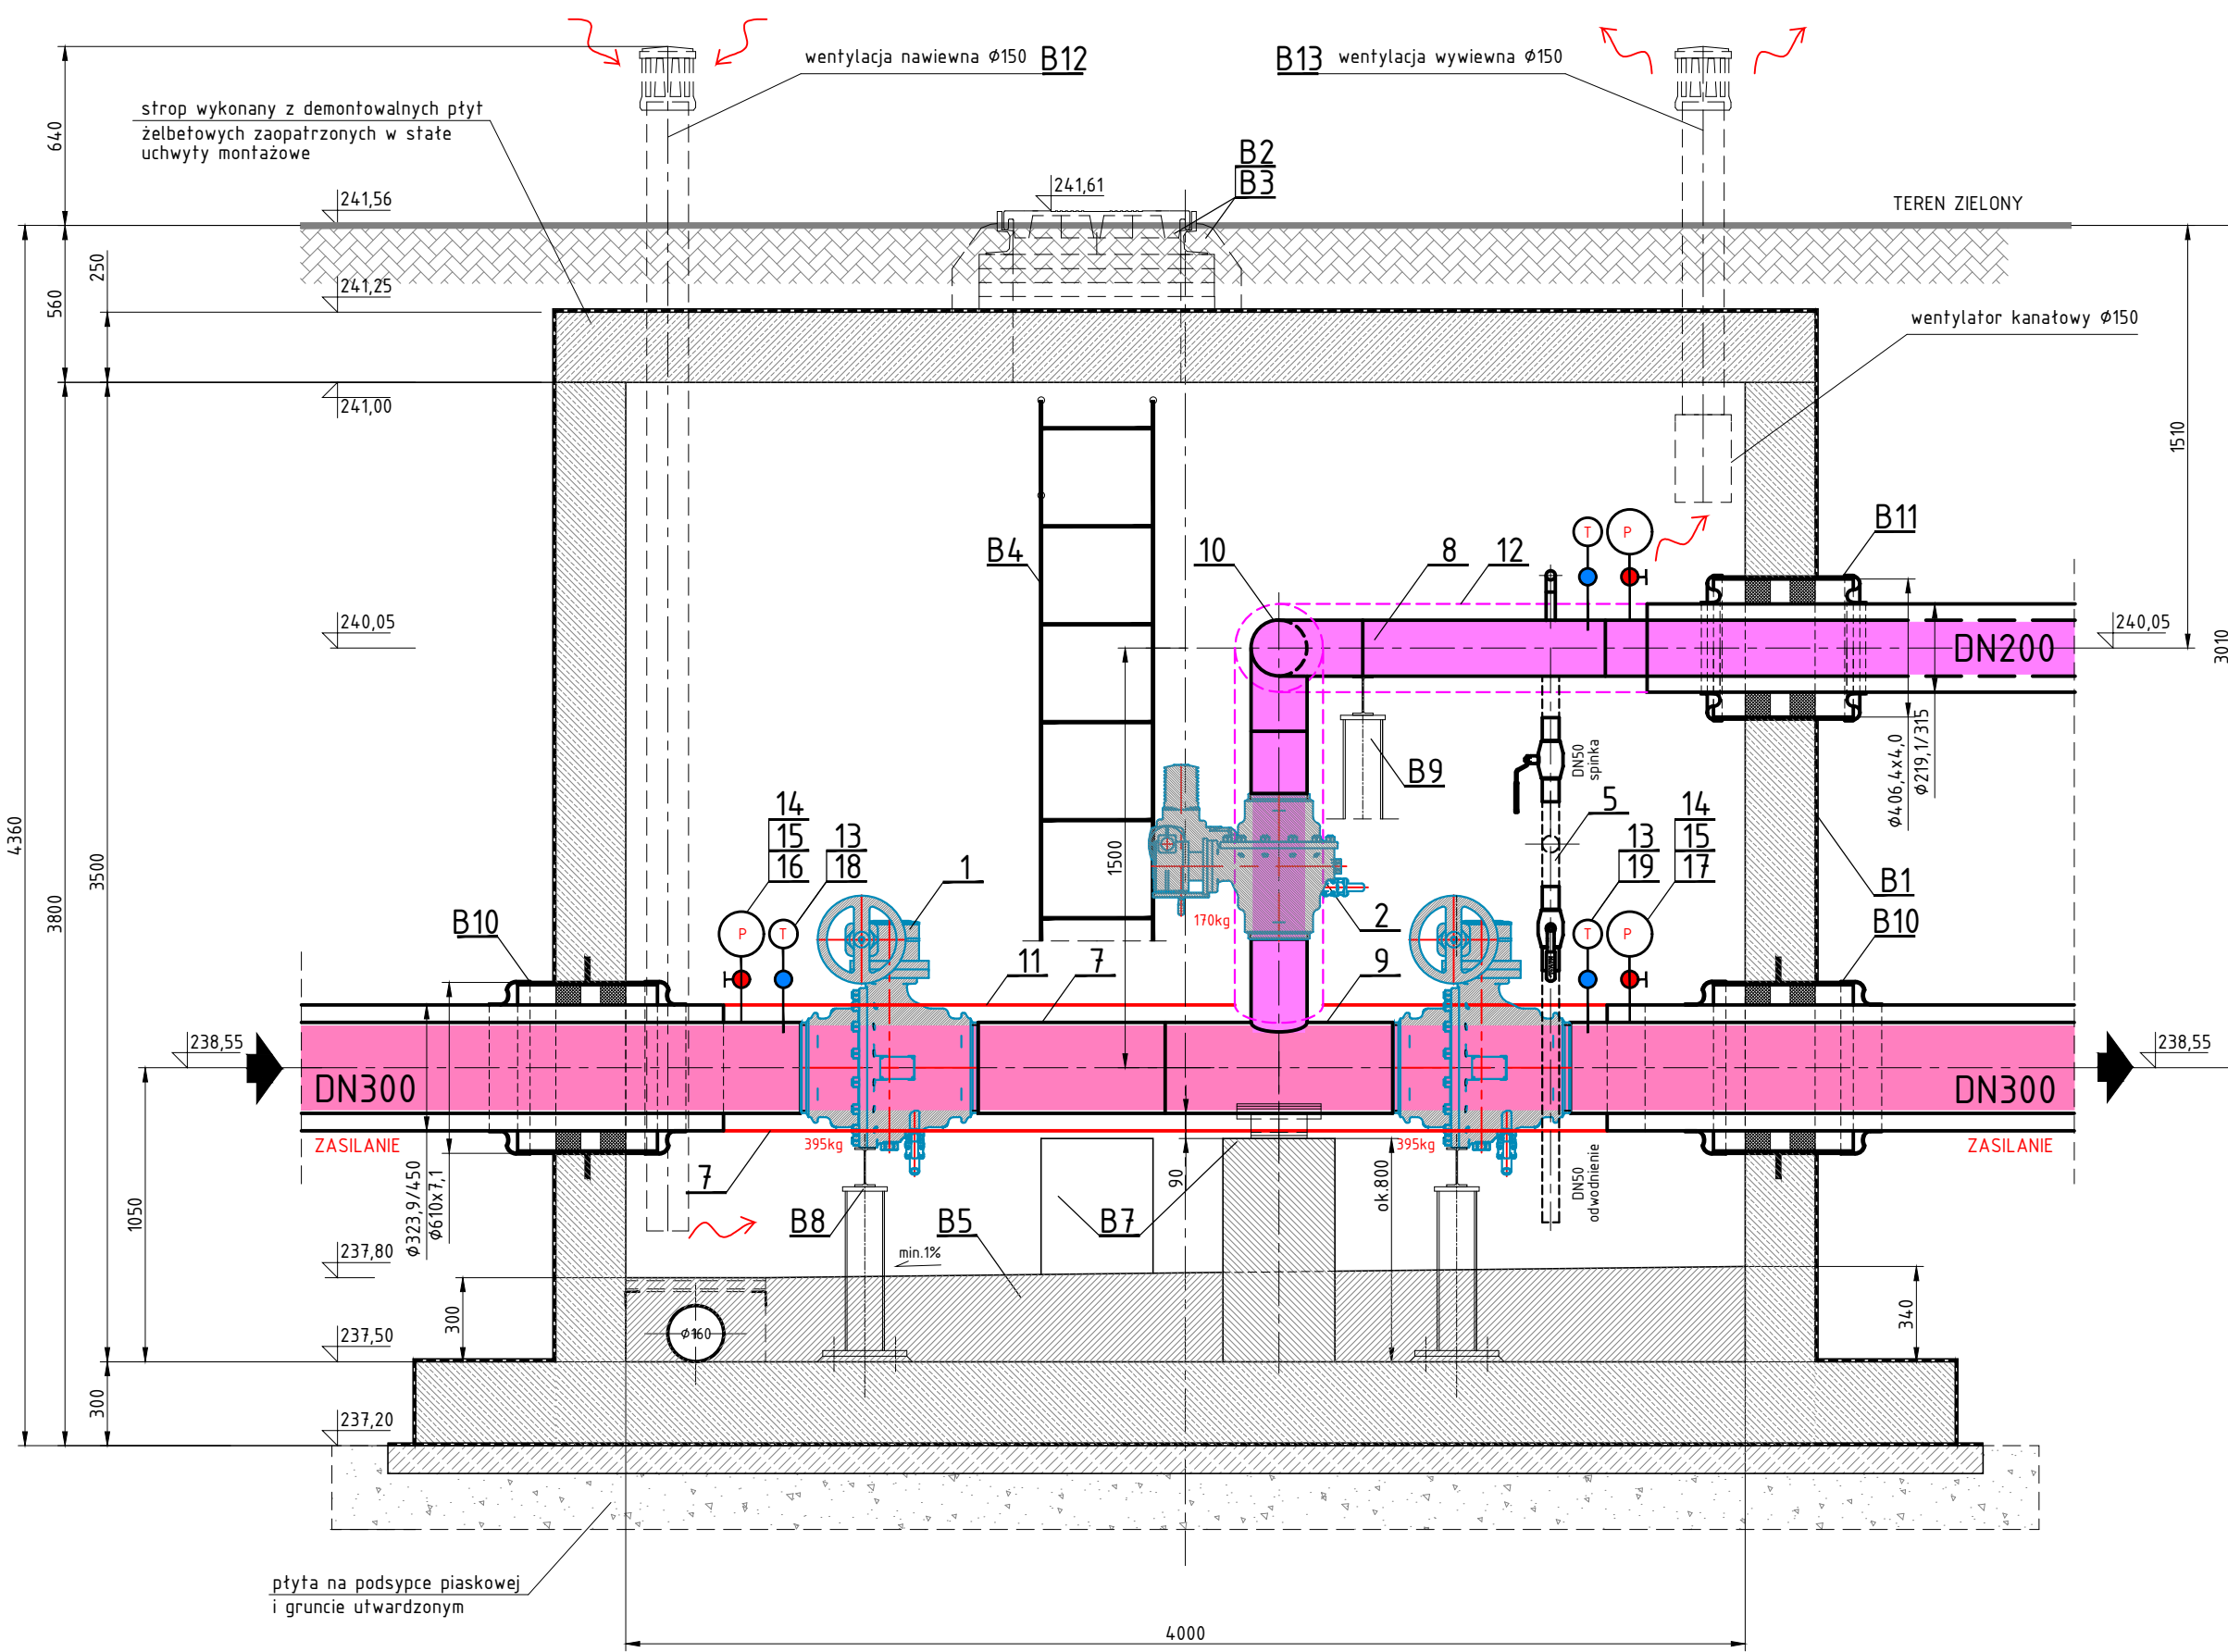 wentylacja nawiewna Ø150 B12
B13 wentylacja wywiewna Ø150
strop wykonany z demontowalnych płyt
żelbetowych zaopatrzonych w stałe
uchwyty montażowe
640
B2
B3
241,61
241,56
TEREN ZIELONY
250
560
241,25
wentylator kanałowy Ø150
241,00
1510
B11
B4
10
8
12
T
P
240,05
DN200
240,05
3010
B9
DN50
spinka
Ø406,4x4,0
Ø219,1/315
14
15
16
13
18
1
1500
5
13
19
14
15
17
4360
3500
3800
B1
B10
B10
170kg
2
P
T
T
P
11
7
9
238,55
238,55
DN300
DN300
ZASILANIE
395kg
395kg
ZASILANIE
7
90
ok.800
DN50
odwodnienie
1050
Ø323,9/450
Ø610x7,1
B8
B5
B7
min.1%
237,80
300
Ø160
340
237,50
300
237,20
płyta na podsypce piaskowej
i gruncie utwardzonym
4000